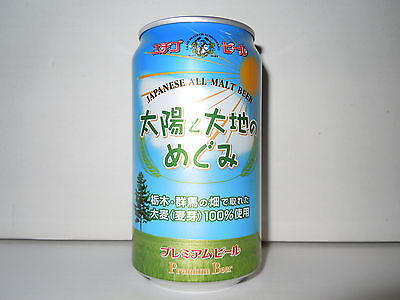 エチゴ ビール
JAPANESE ALL MALT BEER
太陽と大地の
めぐみ
栃木・群馬の畑で取れた
大麦(麦芽)100%使用
プレミアムビール
Premium Beer